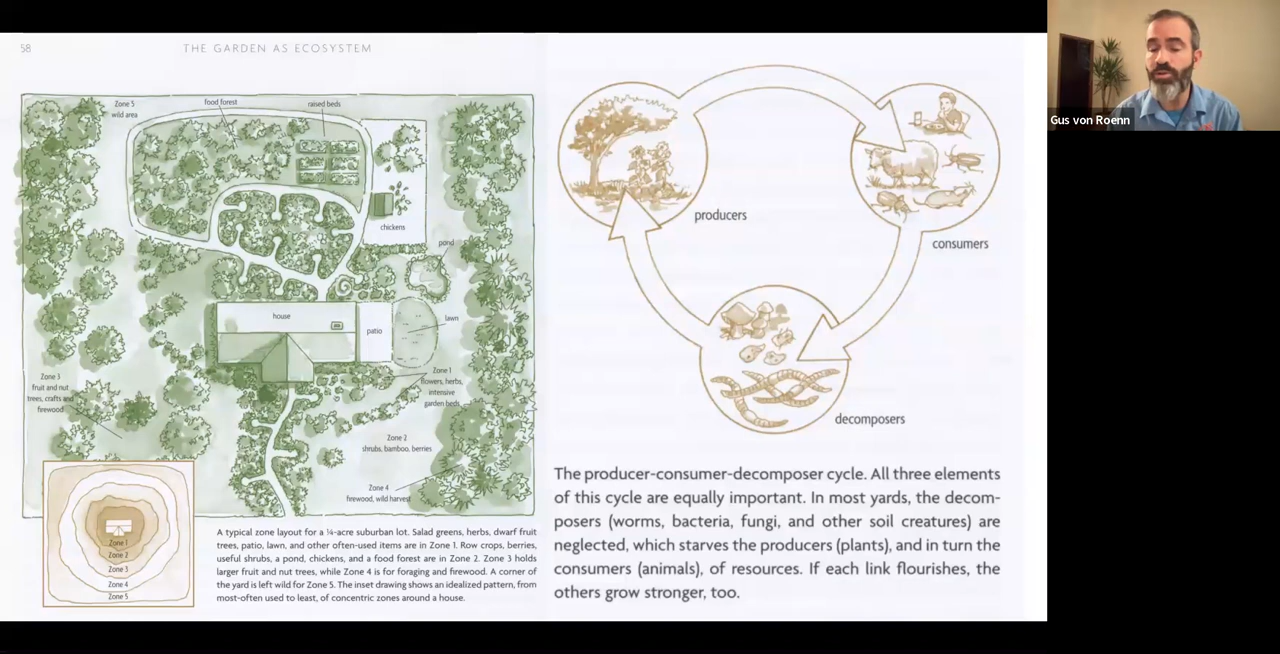 58
THE GARDEN AS ECOSYSTEM
Zone 5
wild area
food forest
raised beds
chickens
pond
house
patio
lawn
Zone 1
flowers, herbs,
intensive
garden beds
Zone 3
fruit and nut
trees, crafts and
firewood
Zone 2
shrubs, bamboo, berries
Zone 4
firewood, wild harvest
Zone 1
Zone 2
Zone 3
Zone 4
Zone 5
A typical zone layout for a ¼-acre suburban lot. Salad greens, herbs, dwarf fruit
trees, patio, lawn, and other often-used items are in Zone 1. Row crops, berries,
useful shrubs, a pond, chickens, and a food forest are in Zone 2. Zone 3 holds
larger fruit and nut trees, while Zone 4 is for foraging and firewood. A corner of
the yard is left wild for Zone 5. The inset drawing shows an idealized pattern, from
most-often used to least, of concentric zones around a house.
producers
consumers
decomposers
The producer-consumer-decomposer cycle. All three elements
of this cycle are equally important. In most yards, the decom-
posers (worms, bacteria, fungi, and other soil creatures) are
neglected, which starves the producers (plants), and in turn the
consumers (animals), of resources. If each link flourishes, the
others grow stronger, too.
Gus von Roenn